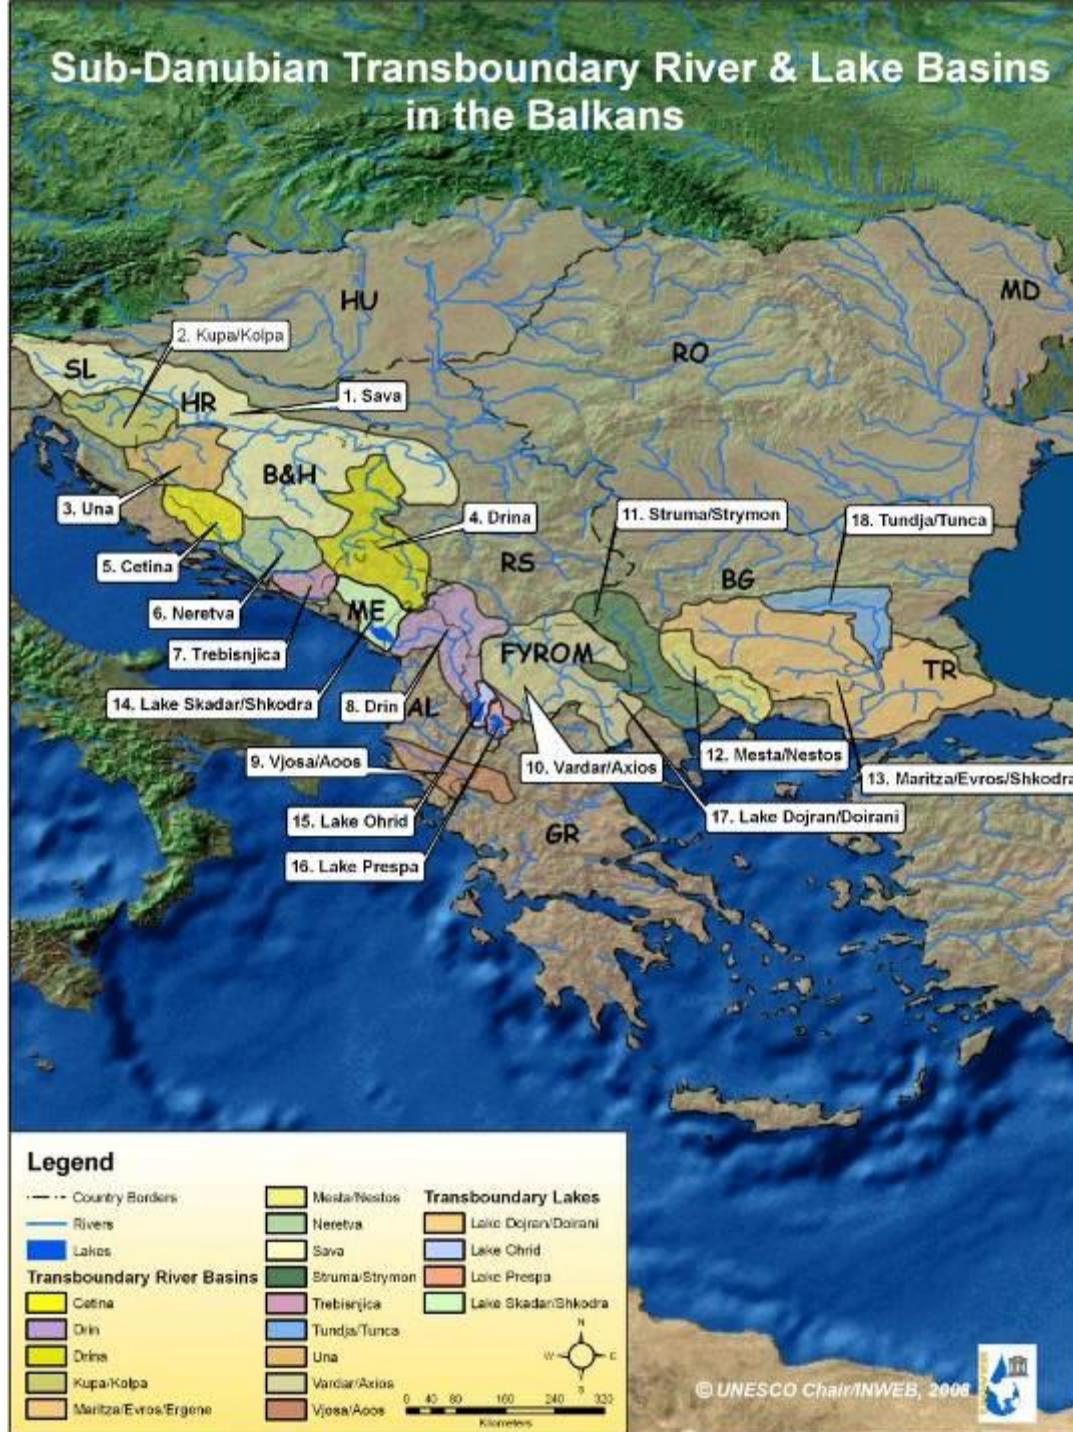 Sub-Danubian Transboundary River & Lake Basins
in the Balkans
HU
MD
RO
2. Kupa/Kolpa
SL
HR
1. Sava
B&H
3. Una
4. Drina
11. Struma/Strymon
18. Tundja/Tunca
5. Cetina
RS
BG
6. Neretva
ME
7. Trebisnjica
FYROM
TR
14. Lake Skadar/Shkodra
8. Drin
AL
9. Vjosa/Aoos
10. Vardar/Axios
12. Mesta/Nestos
13. Maritza/Evros/Shkodra
15. Lake Ohrid
17. Lake Dojran/Doirani
GR
16. Lake Prespa
Legend
Country Borders
Rivers
Lakes
Transboundary River Basins
Cetina
Drin
Drina
Kupa/Kolpa
Maritza/Evros/Ergene
Mesta/Nestos
Neretva
Sava
Struma/Strymon
Trebisnjica
Tundja/Tunca
Una
Vardar/Axios
Vjosa/Aoos
Transboundary Lakes
Lake Dojran/Doirani
Lake Ohrid
Lake Prespa
Lake Skadar/Shkodra
N
W E
S
0 40 80 160 240 320
Kilometers
© UNESCO Chair/INWEB, 2008